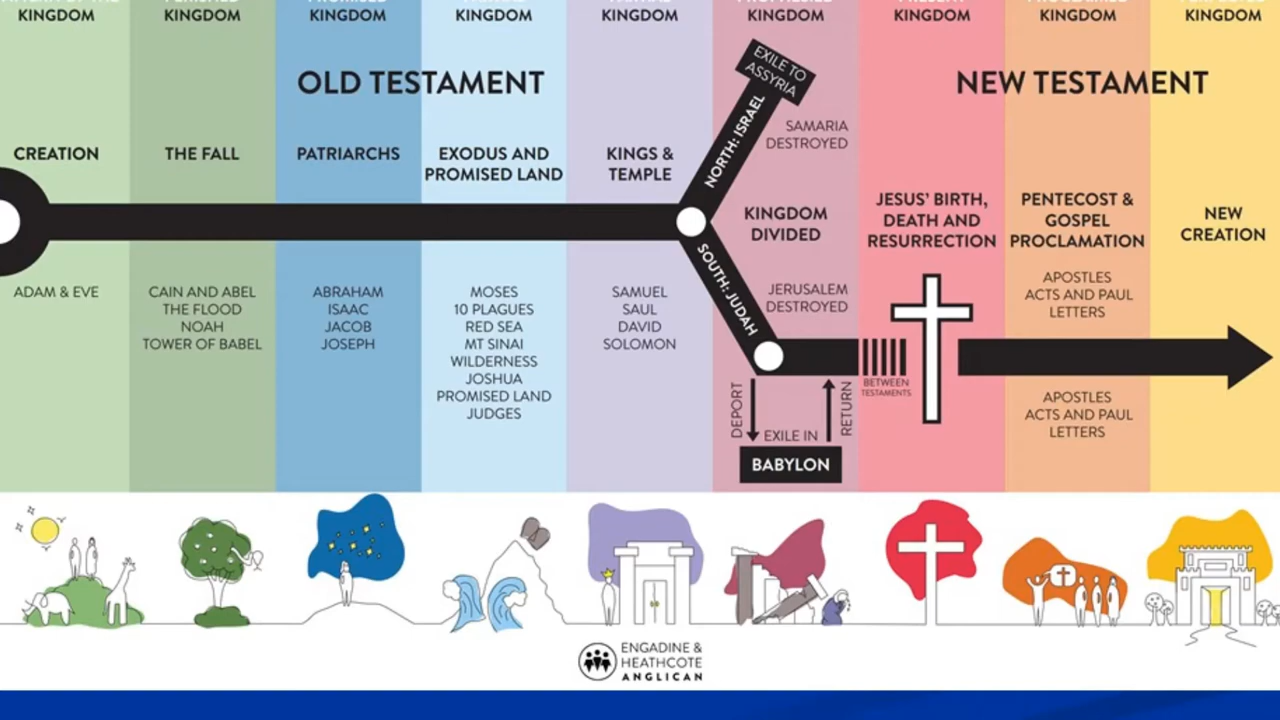 KINGDOM
KINGDOM
KINGDOM
KINGDOM
KINGDOM
KINGDOM
KINGDOM
KINGDOM
KINGDOM
OLD TESTAMENT
NEW TESTAMENT
CREATION
ADAM & EVE
THE FALL
CAIN AND ABEL
THE FLOOD
NOAH
TOWER OF BABEL
PATRIARCHS
ABRAHAM
ISAAC
JACOB
JOSEPH
EXODUS AND
PROMISED LAND
MOSES
10 PLAGUES
RED SEA
MT SINAI
WILDERNESS
JOSHUA
PROMISED LAND
JUDGES
KINGS &
TEMPLE
SAMUEL
SAUL
DAVID
SOLOMON
EXILE TO
ASSYRIA
NORTH: ISRAEL
SAMARIA
DESTROYED
KINGDOM
DIVIDED
SOUTH: JUDAH
JERUSALEM
DESTROYED
DEPORT
EXILE IN
RETURN
BABYLON
JESUS' BIRTH,
DEATH AND
RESURRECTION
BETWEEN
TESTAMENTS
PENTECOST &
GOSPEL
PROCLAMATION
APOSTLES
ACTS AND PAUL
LETTERS
APOSTLES
ACTS AND PAUL
LETTERS
NEW
CREATION
ENGADINE &
HEATHCOTE
ANGLICAN